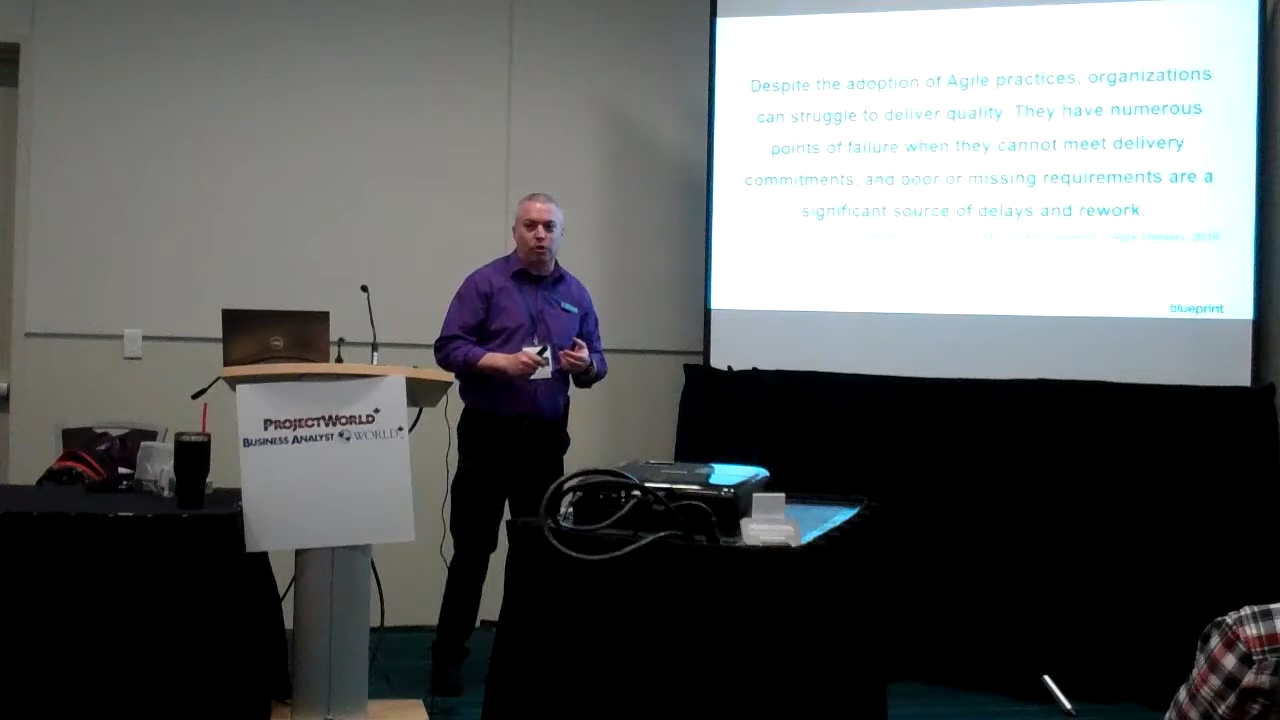 Despite the adoption of Agile practices, organizations
can struggle to deliver quality. They have numerous
points of failure when they cannot meet delivery
commitments, and poor or missing requirements are a
significant source of delays and rework.
2016
blueprint
PROJECTWORLD
BUSINESS ANALYST WORLD
DELL